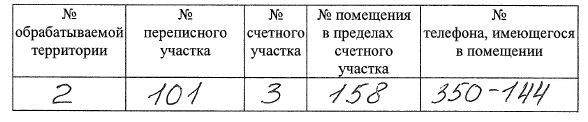 № обрабатываемой территории
№ переписного участка
№ счетного участка
№ помещения в пределах счетного участка
№ телефона, имеющегося в помещении
2 101 3 158 350-144